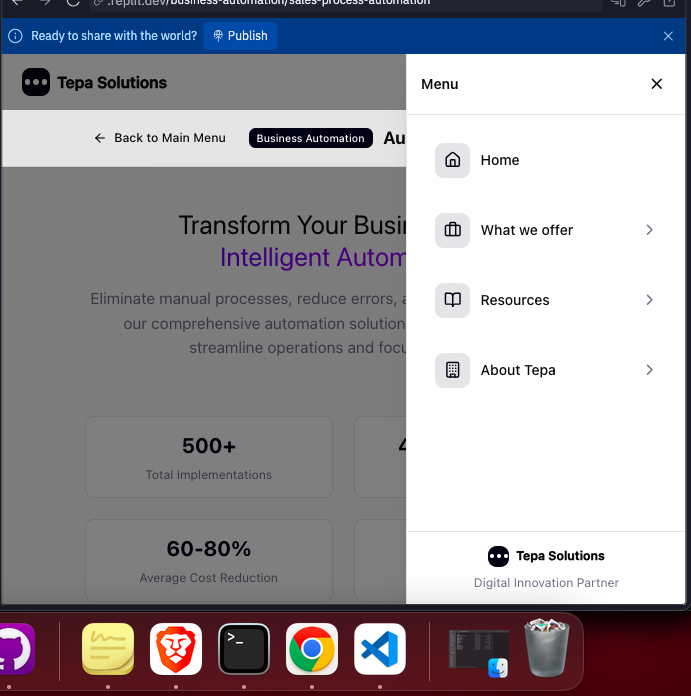 .replit.dev/business-automation/sales-process-automation
Ready to share with the world? Publish
Tepa Solutions
Back to Main Menu Business Automation Au
Transform Your Busi
Intelligent Autom
Eliminate manual processes, reduce errors, a
our comprehensive automation solution
streamline operations and focu
500+
Total Implementations
4
60-80%
Average Cost Reduction
Menu
Home
What we offer
Resources
About Tepa
Tepa Solutions
Digital Innovation Partner
>_